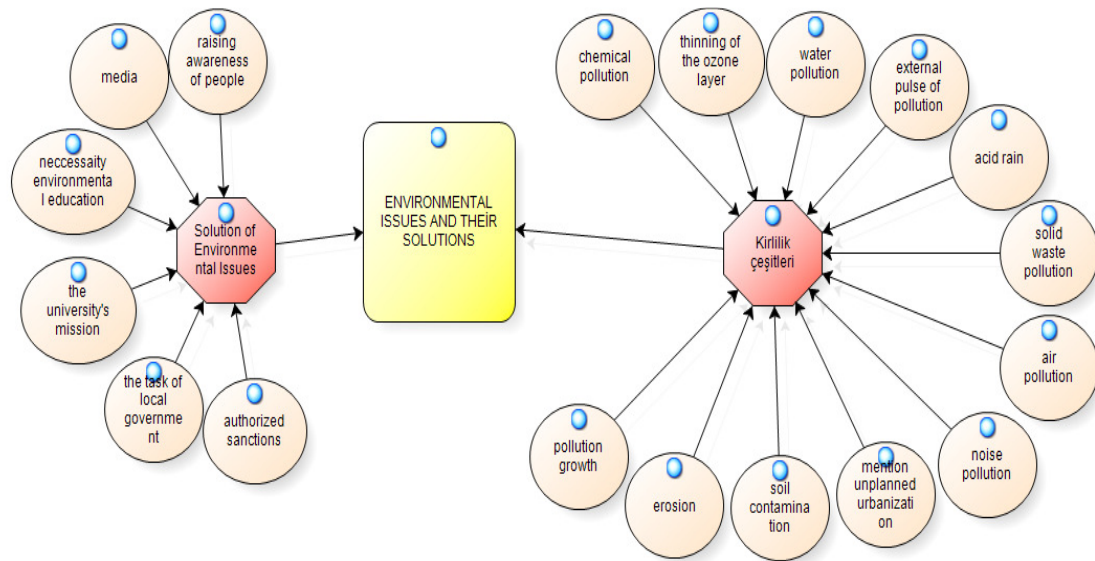 raising
awareness
of people
media
neccessaity
environmenta
l education
the
university's
mission
the task of
local
governme
nt
authorized
sanctions
Solution of
Environme
ntal Issues
ENVIRONMENTAL
ISSUES AND THEİR
SOLUTIONS
Kirlilik
çeşitleri
chemical
pollution
thinning of
the ozone
layer
water
pollution
external
pulse of
pollution
acid rain
solid
waste
pollution
air
pollution
noise
pollution
mention
unplanned
urbanizati
on
soil
contamina
tion
erosion
pollution
growth